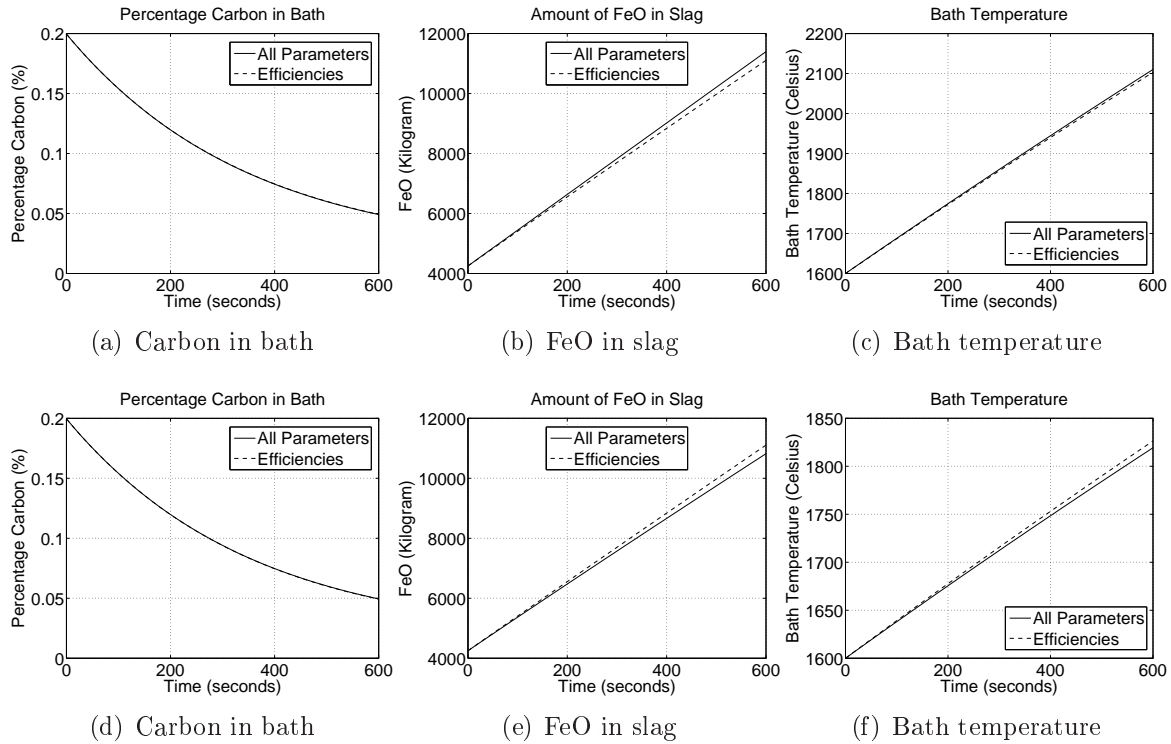 Percentage Carbon in Bath
Percentage Carbon (%)
0.2
0.15
0.1
0.05
0
0 200 400 600
Time (seconds)
All Parameters
Efficiencies
(a) Carbon in bath
Amount of FeO in Slag
FeO (Kilogram)
12000
10000
8000
6000
4000
0 200 400 600
Time (seconds)
All Parameters
Efficiencies
(b) FeO in slag
Bath Temperature
Bath Temperature (Celsius)
2200
2100
2000
1900
1800
1700
1600
0 200 400 600
Time (seconds)
All Parameters
Efficiencies
(c) Bath temperature
Percentage Carbon in Bath
Percentage Carbon (%)
0.2
0.15
0.1
0.05
0
0 200 400 600
Time (seconds)
All Parameters
Efficiencies
(d) Carbon in bath
Amount of FeO in Slag
FeO (Kilogram)
12000
10000
8000
6000
4000
0 200 400 600
Time (seconds)
All Parameters
Efficiencies
(e) FeO in slag
Bath Temperature
Bath Temperature (Celsius)
1850
1800
1750
1700
1650
1600
0 200 400 600
Time (seconds)
All Parameters
Efficiencies
(f) Bath temperature